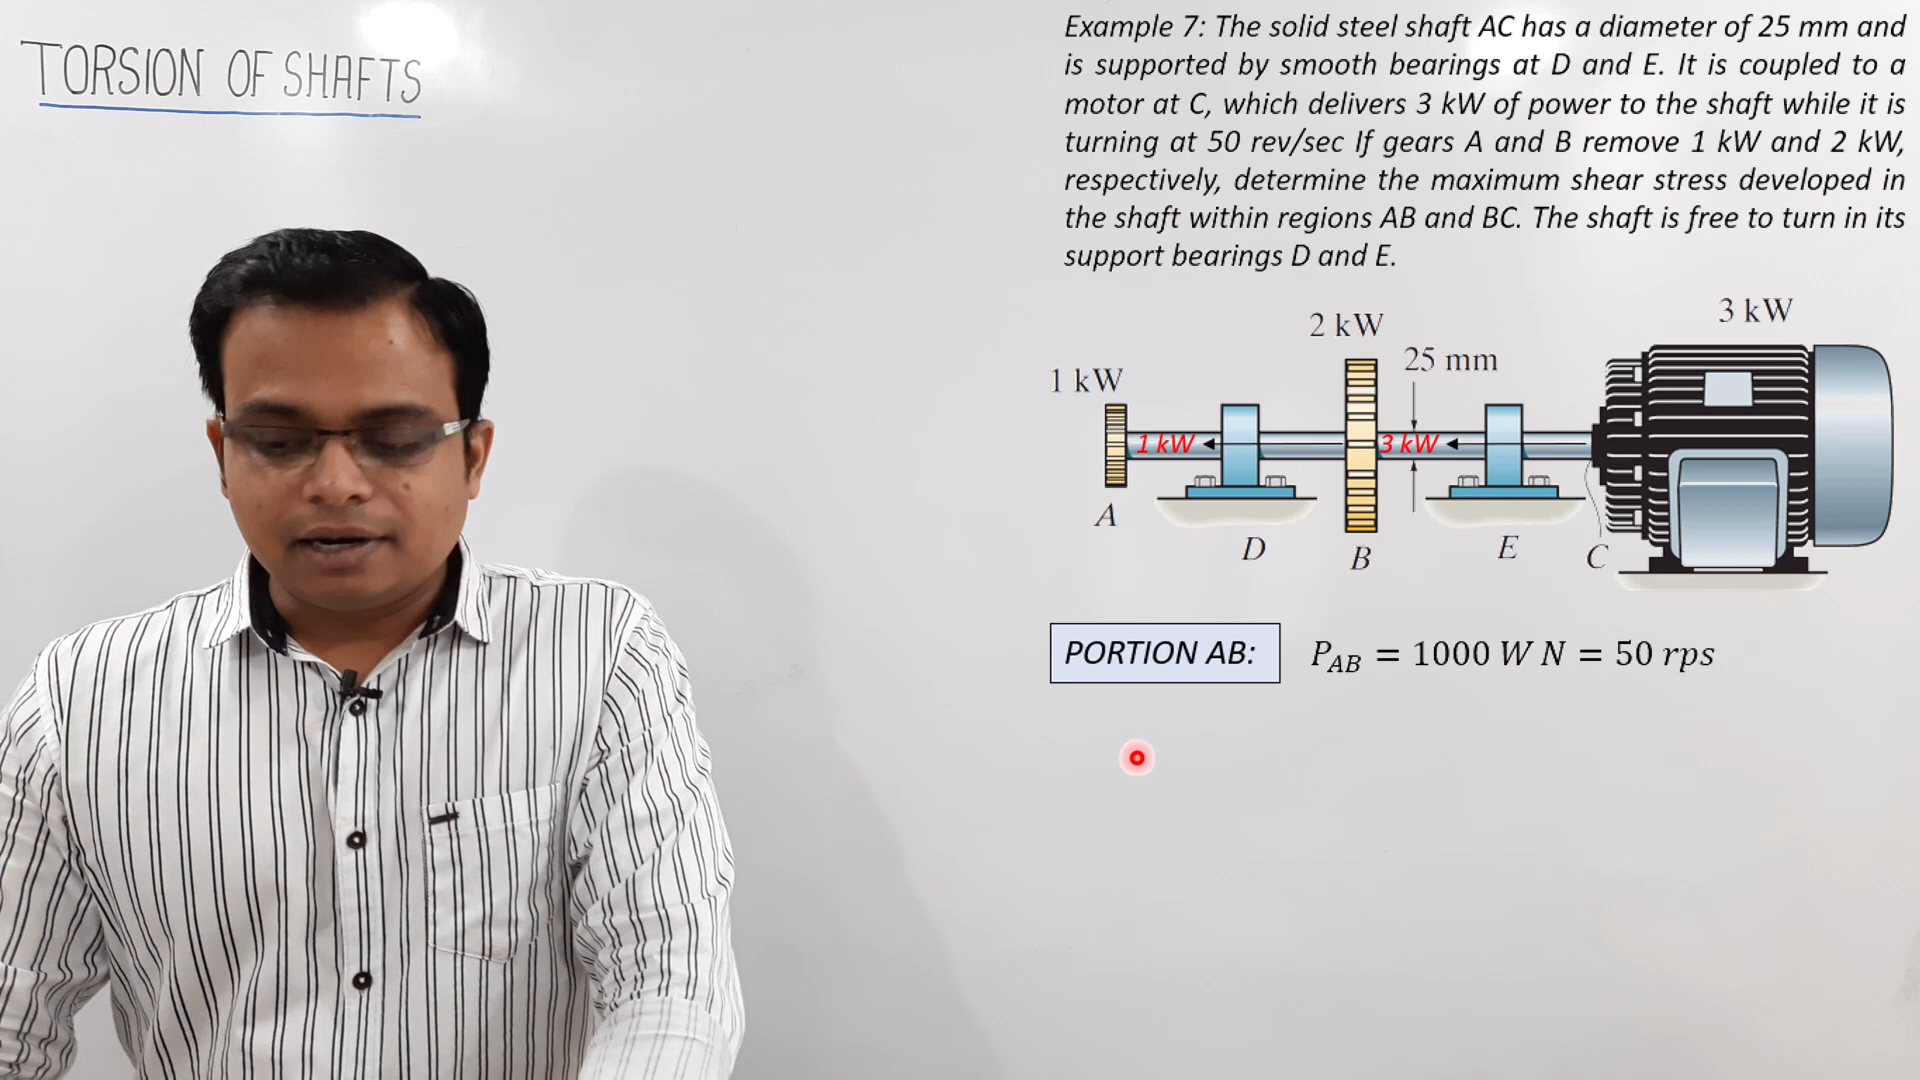 TORSION OF SHAFTS
Example 7: The solid steel shaft AC has a diameter of 25 mm and
is supported by smooth bearings at D and E. It is coupled to a
motor at C, which delivers 3 kW of power to the shaft while it is
turning at 50 rev/sec If gears A and B remove 1 kW and 2 kW,
respectively, determine the maximum shear stress developed in
the shaft within regions AB and BC. The shaft is free to turn in its
support bearings D and E.
3 kW
2 kW
25 mm
1 kW
1 kW
3 kW
A
D
B
E
C
PORTION AB: P_AB = 1000 W N = 50 rps